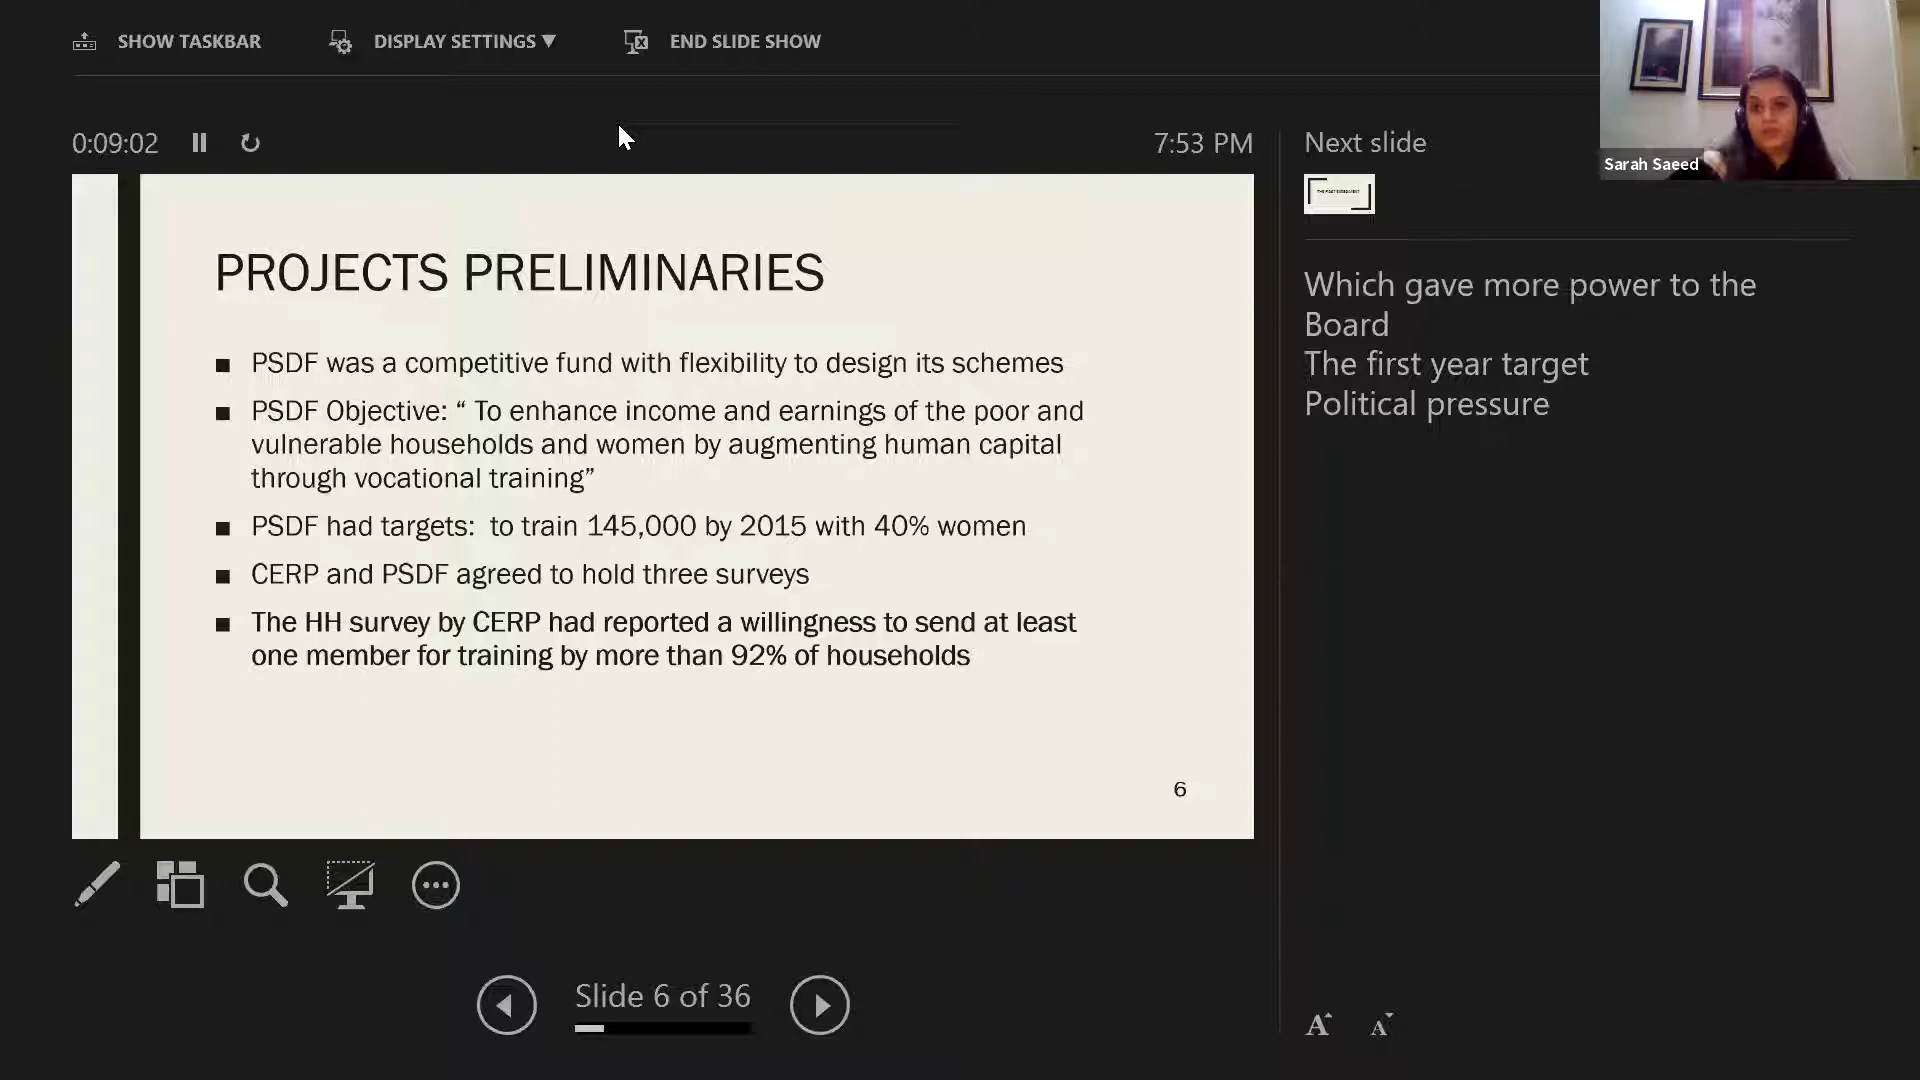 SHOW TASKBAR
DISPLAY SETTINGS ▼
END SLIDE SHOW
Sarah Saeed
0:09:02
7:53 PM
Next slide
PROJECTS PRELIMINARIES
■ PSDF was a competitive fund with flexibility to design its schemes
■ PSDF Objective: “ To enhance income and earnings of the poor and
vulnerable households and women by augmenting human capital
through vocational training”
■ PSDF had targets:  to train 145,000 by 2015 with 40% women
■ CERP and PSDF agreed to hold three surveys
■ The HH survey by CERP had reported a willingness to send at least
one member for training by more than 92% of households
6
Which gave more power to the
Board
The first year target
Political pressure
Slide 6 of 36
A A